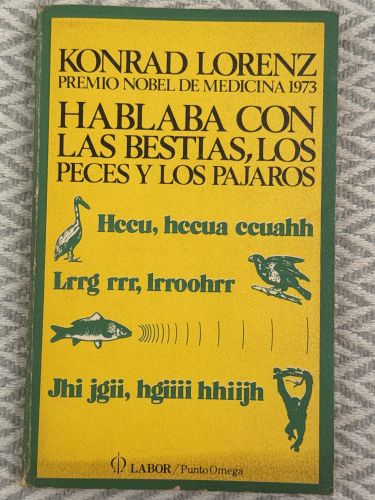 KONRAD LORENZ
PREMIO NOBEL DE MEDICINA 1973
HABLABA CON
LAS BESTIAS, LOS
PECES Y LOS PAJAROS
Hccu, hccua ccuahh
Lrrg rrr, lrroohrr
Jhi jgii, hgiiii hhiijh
LABOR / Punto Omega